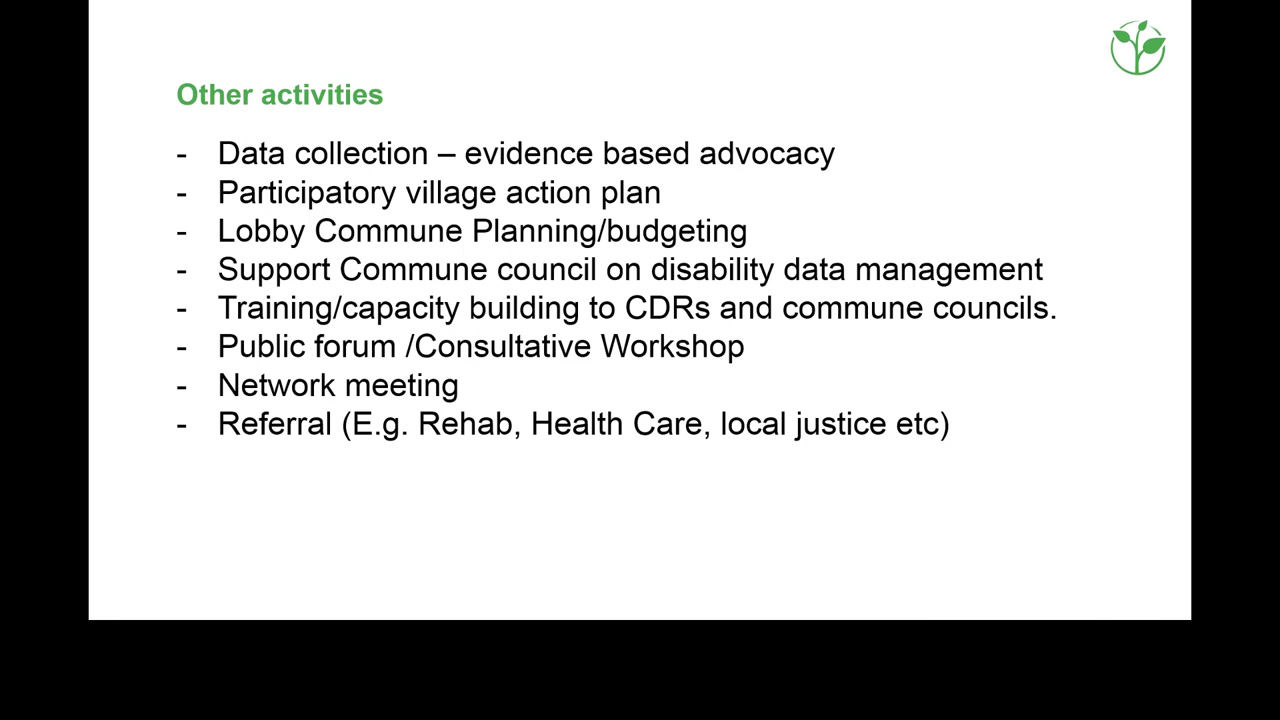 Other activities
- Data collection – evidence based advocacy
- Participatory village action plan
- Lobby Commune Planning/budgeting
- Support Commune council on disability data management
- Training/capacity building to CDRs and commune councils.
- Public forum /Consultative Workshop
- Network meeting
- Referral (E.g. Rehab, Health Care, local justice etc)